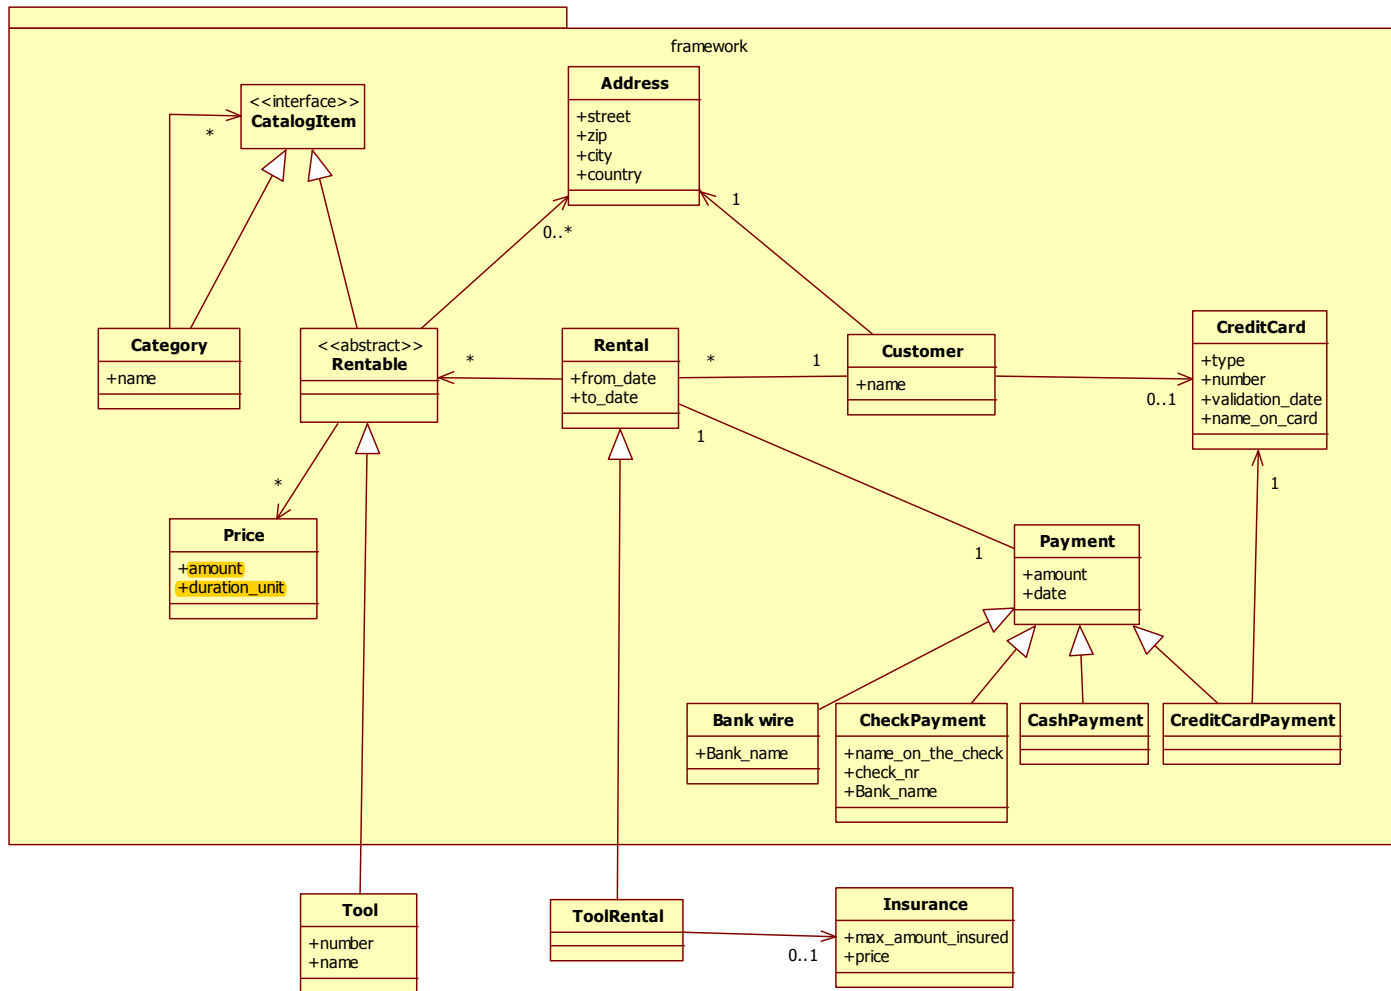 framework
<<interface>>
CatalogItem
*
Address
+street
+zip
+city
+country
0..*
1
Category
+name
<<abstract>>
Rentable
*
Rental
+from_date
+to_date
*
1
1
Customer
+name
0..1
CreditCard
+type
+number
+validation_date
+name_on_card
1
*
Price
+amount
+duration_unit
1
Payment
+amount
+date
Bank wire
+Bank_name
CheckPayment
+name_on_the_check
+check_nr
+Bank_name
CashPayment
CreditCardPayment
Tool
+number
+name
ToolRental
0..1
Insurance
+max_amount_insured
+price